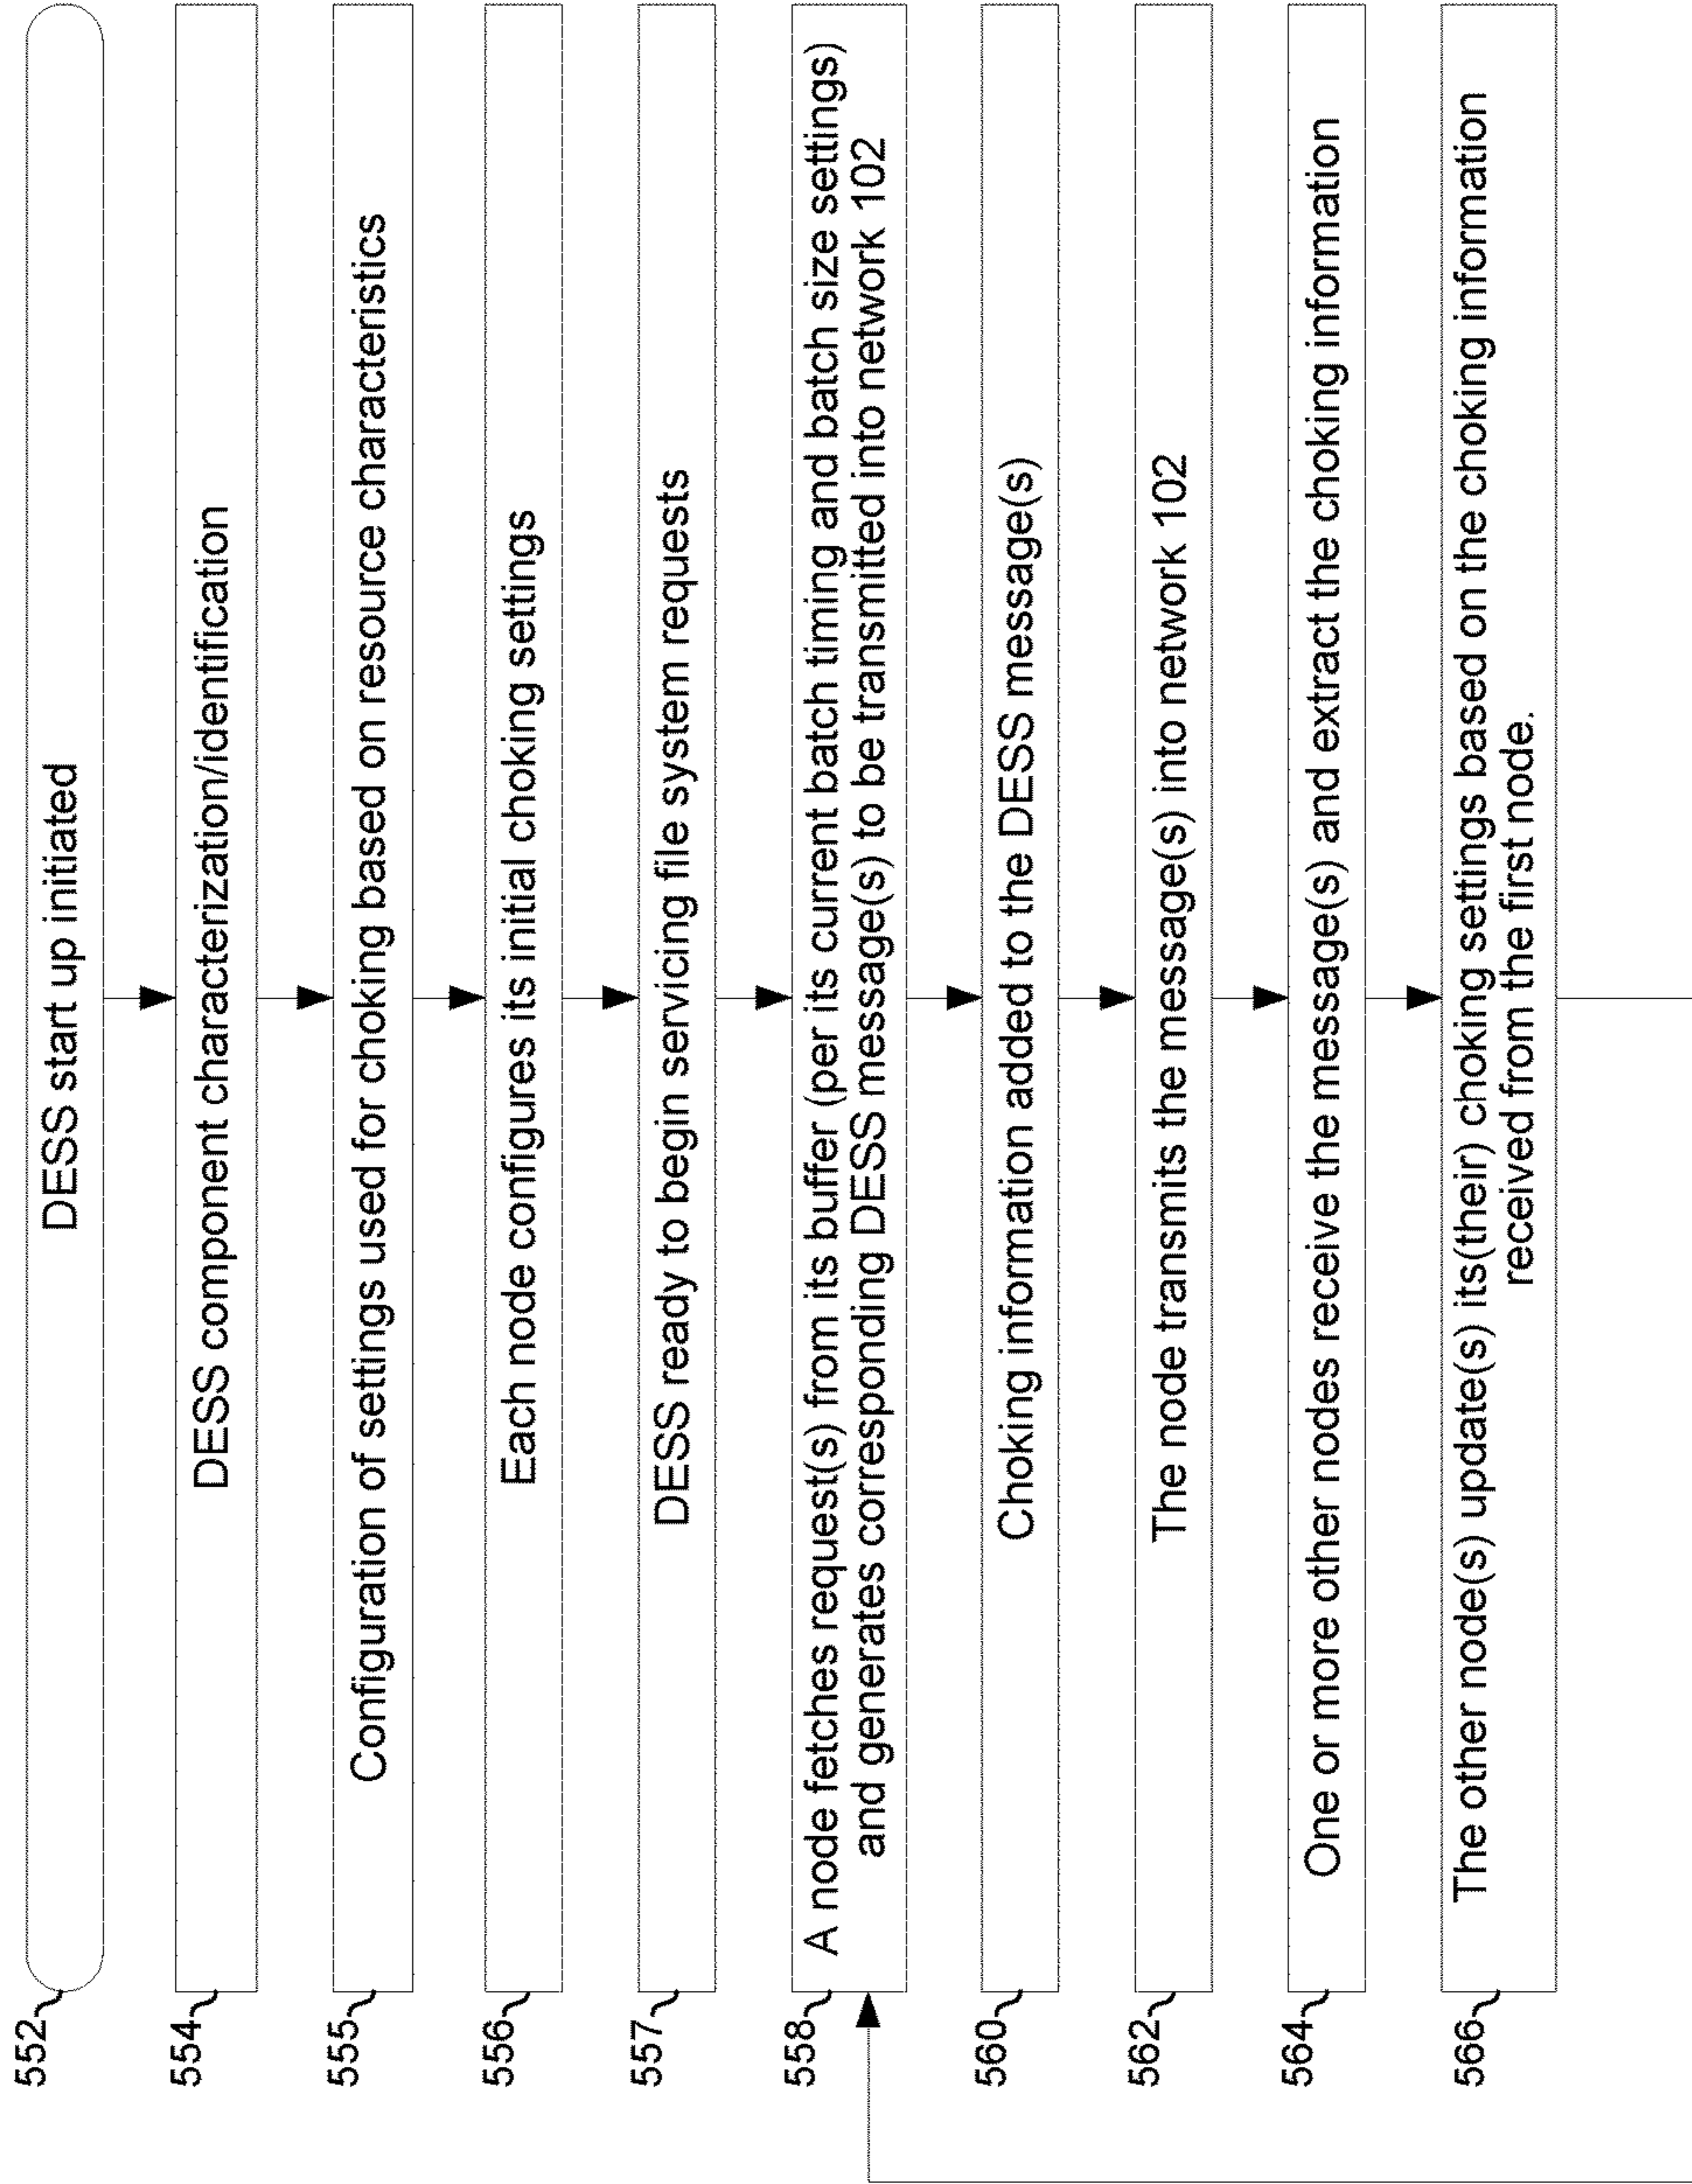 552
DESS start up initiated
554
DESS component characterization/identification
555
Configuration of settings used for choking based on resource characteristics
556
Each node configures its initial choking settings
557
DESS ready to begin servicing file system requests
558
A node fetches request(s) from its buffer (per its current batch timing and batch size settings)
and generates corresponding DESS message(s) to be transmitted into network 102
560
Choking information added to the DESS message(s)
562
The node transmits the message(s) into network 102
564
One or more other nodes receive the message(s) and extract the choking information
566
The other node(s) update(s) its(their) choking settings based on the choking information
received from the first node.